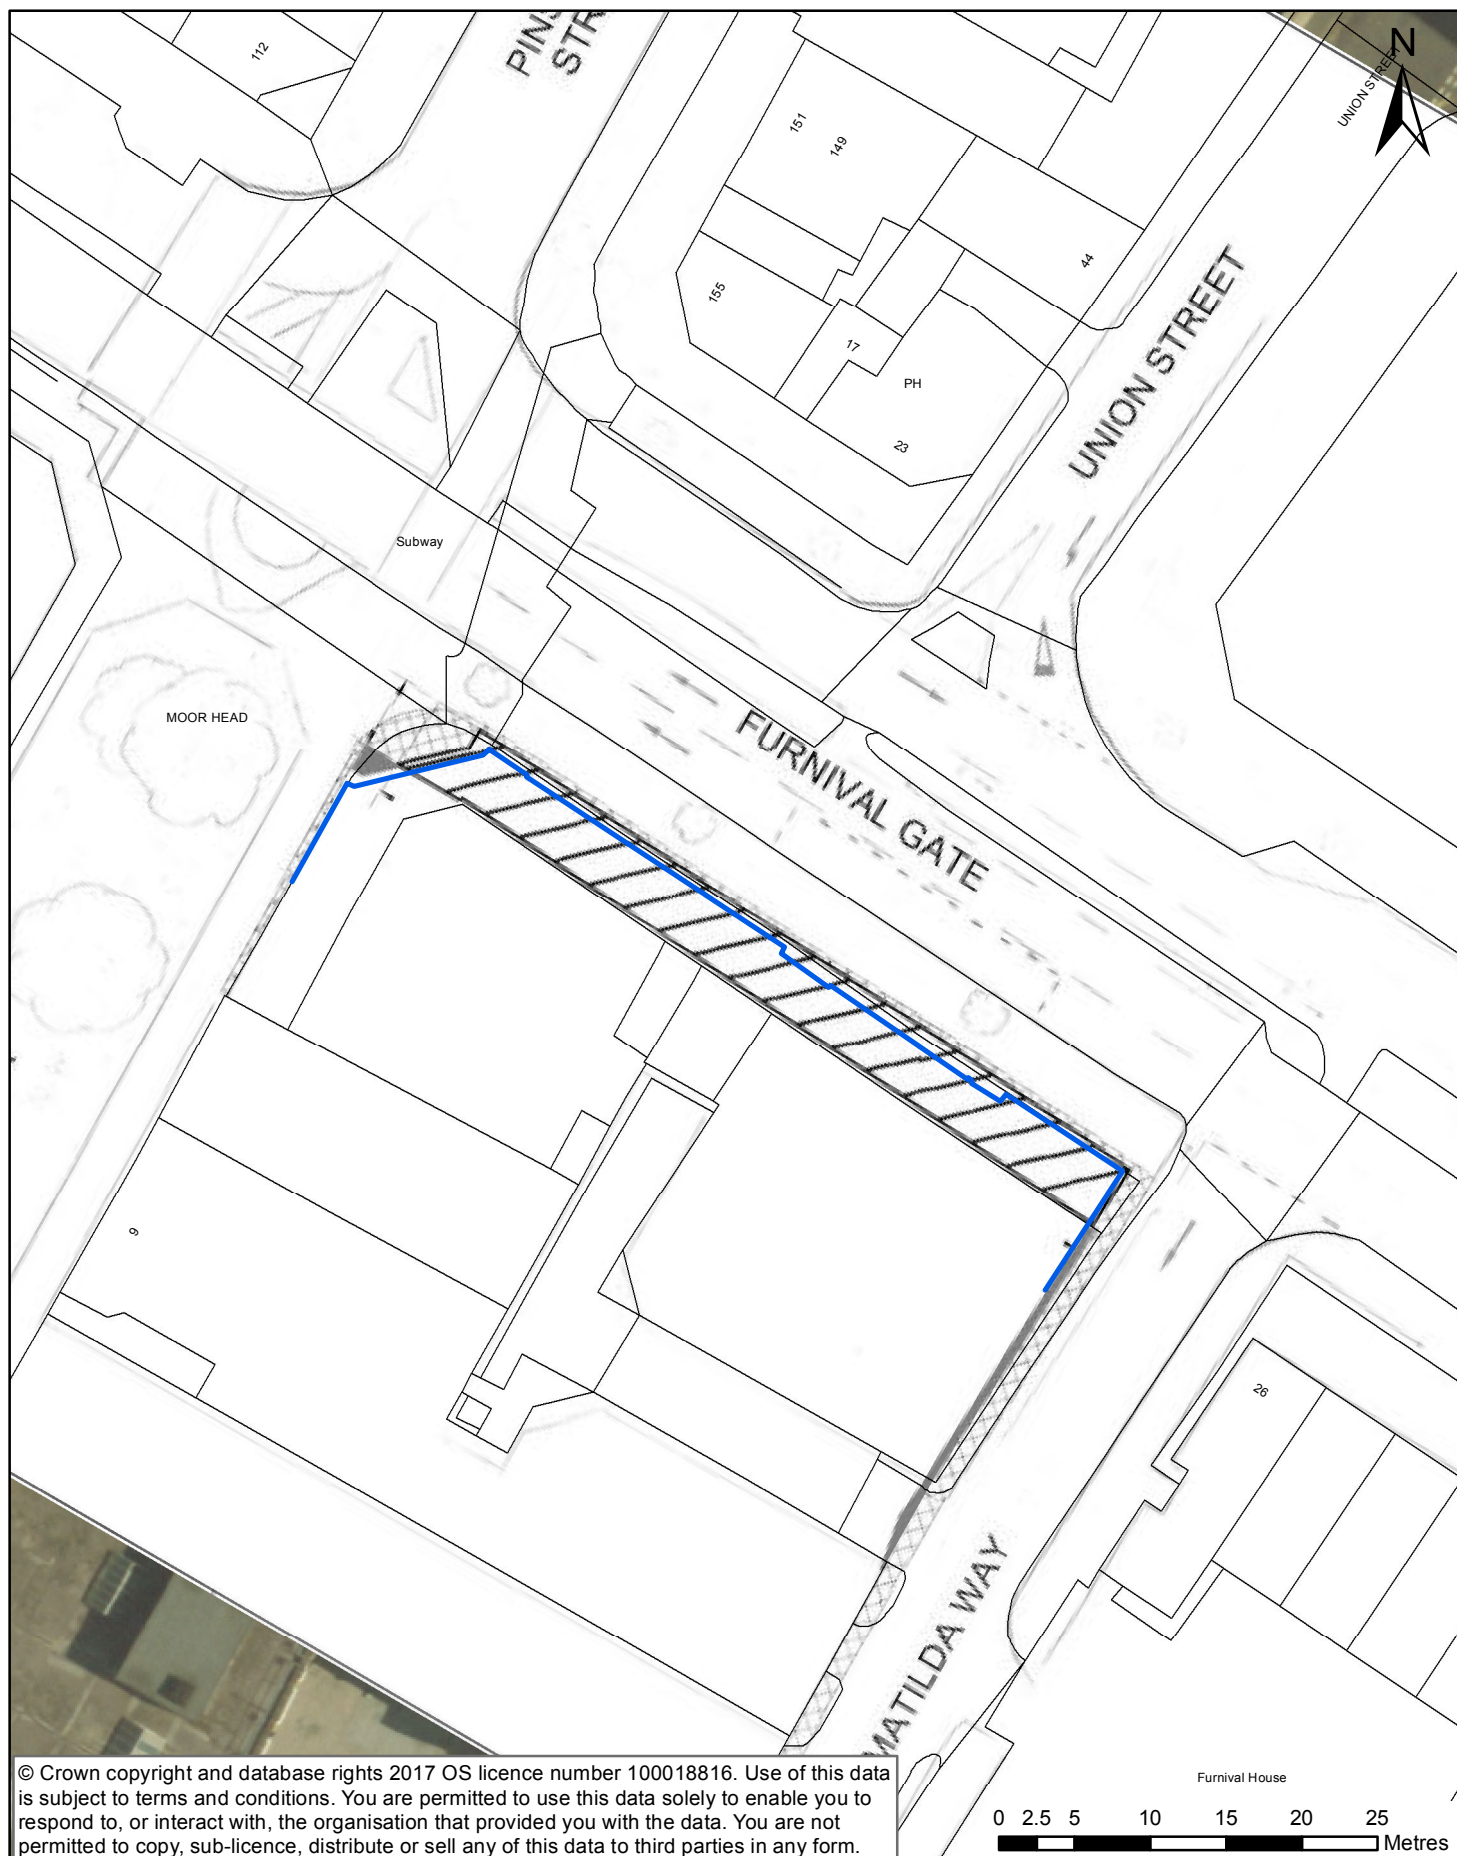 112
PINS
STR
N
UNION STREET
151
149
44
155
17
PH
23
UNION STREET
Subway
MOOR HEAD
FURNIVAL GATE
9
26
MATILDA WAY
Furnival House
© Crown copyright and database rights 2017 OS licence number 100018816. Use of this data
is subject to terms and conditions. You are permitted to use this data solely to enable you to
respond to, or interact with, the organisation that provided you with the data. You are not
permitted to copy, sub-licence, distribute or sell any of this data to third parties in any form.
0 2.5 5 10 15 20 25
Metres